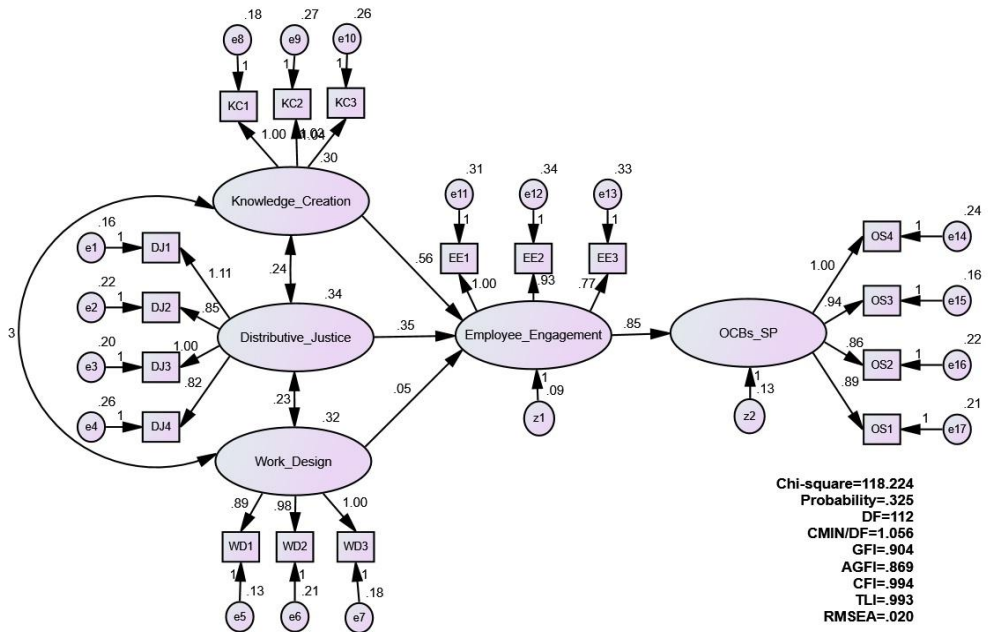 .18
.27
.26
e8
e9
e10
1
1
1
KC1
KC2
KC3
1.00
1.04
.30
Knowledge_Creation
.16
e1
1
DJ1
1.11
.22
e2
1
DJ2
.85
.20
e3
1
DJ3
1.00
.26
e4
1
DJ4
.82
3
.24
.34
Distributive_Justice
.23
.32
Work_Design
.56
.35
.05
.89
.98
1.00
WD1
WD2
WD3
1
1
1
.13
.21
.18
e5
e6
e7
.31
.34
.33
e11
e12
e13
1
1
1
EE1
EE2
EE3
1.00
.93
.77
Employee_Engagement
1
.09
z1
.85
OCBs_SP
1
.13
z2
1.00
OS4
1
.24
e14
.94
OS3
1
.16
e15
.86
OS2
1
.22
e16
.89
OS1
1
.21
e17
Chi-square=118.224
Probability=.325
DF=112
CMIN/DF=1.056
GFI=.904
AGFI=.869
CFI=.994
TLI=.993
RMSEA=.020